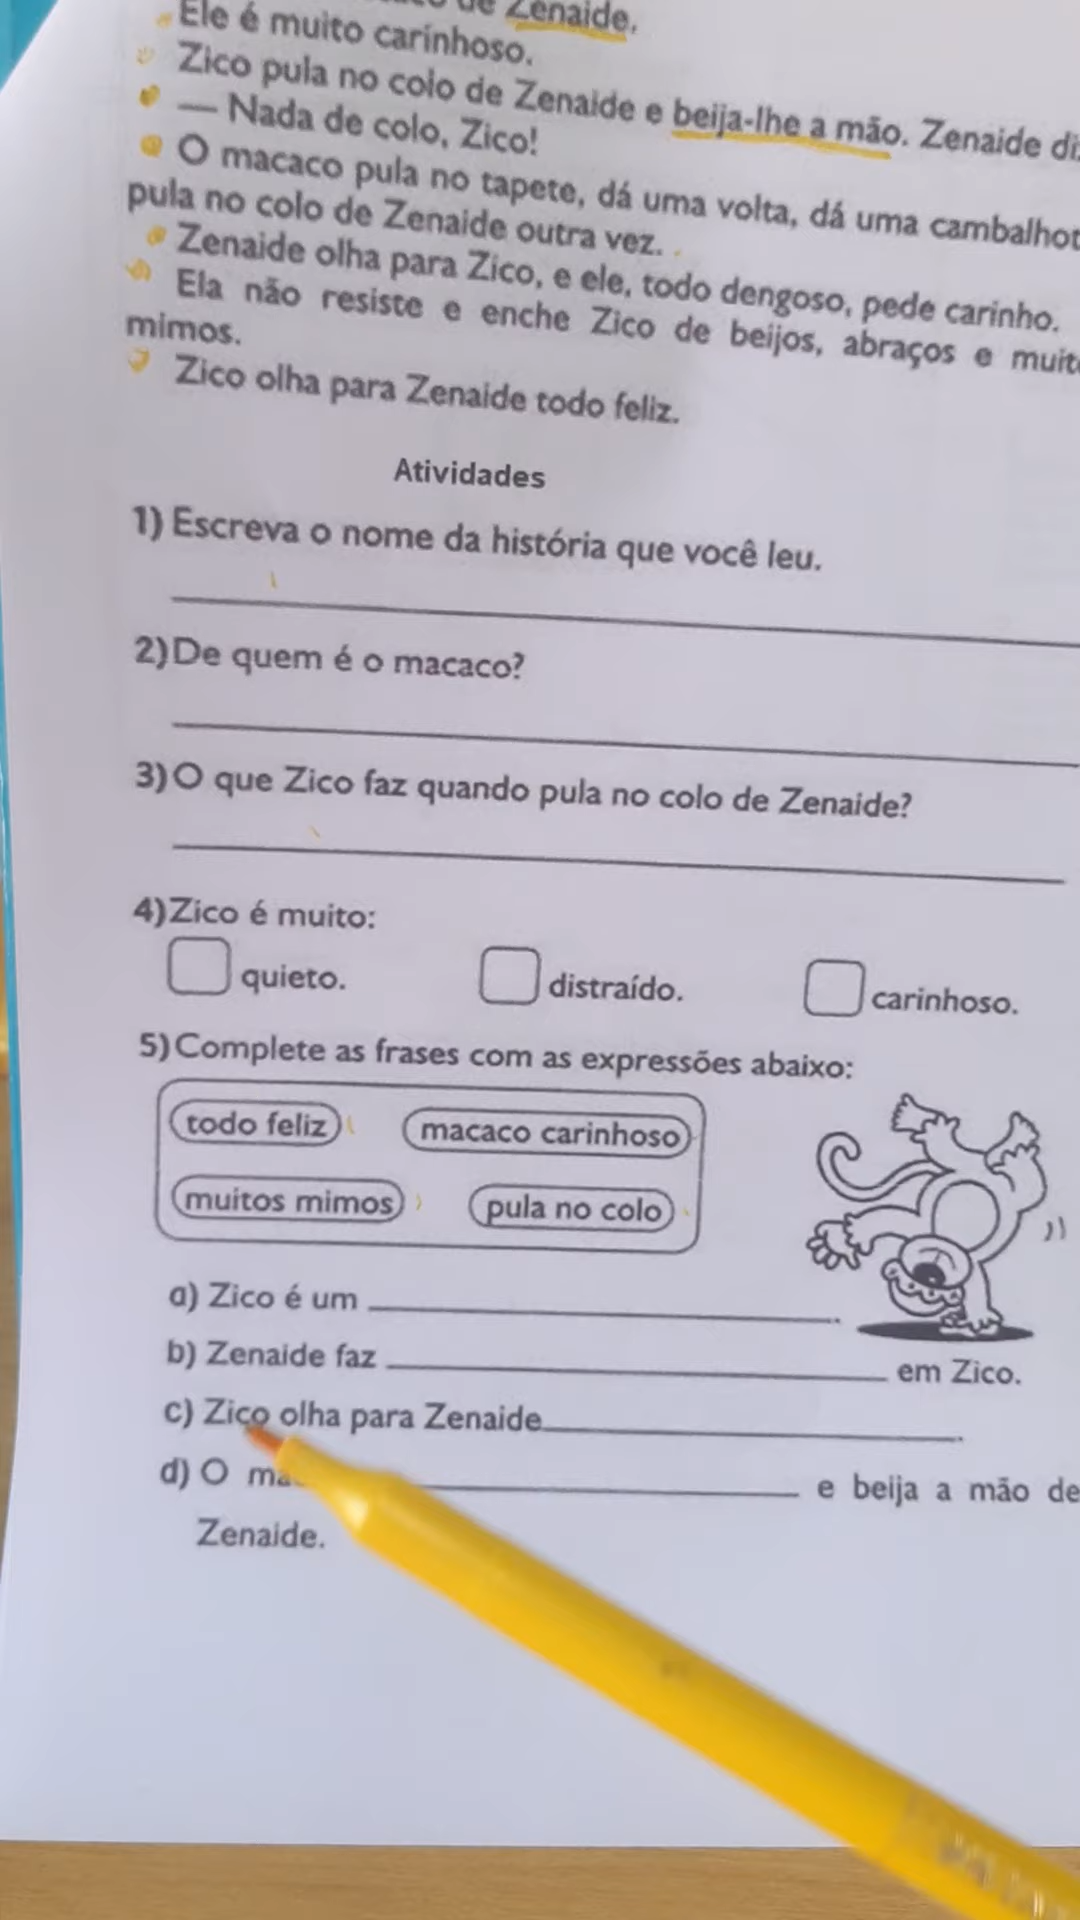 de Zenaide.
Ele é muito carinhoso.
Zico pula no colo de Zenaide e beija-lhe a mão. Zenaide
— Nada de colo, Zico!
O macaco pula no tapete, dá uma volta, dá uma
pula no colo de Zenaide outra vez.
Zenaide olha para Zico, e ele, todo dengoso, pede carinho.
Ela não resiste e enche Zico de beijos, abraços e
mimos.
Zico olha para Zenaide todo feliz.
Atividades
1) Escreva o nome da história que você leu.
2) De quem é o macaco?
3) O que Zico faz quando pula no colo de Zenaide?
4) Zico é muito:
quieto. distraído. carinhoso.
5) Complete as frases com as expressões abaixo:
todo feliz macaco carinhoso
muitos mimos pula no colo
a) Zico é um ______.
b) Zenaide faz ______ em Zico.
c) Zico olha para Zenaide ______.
d) O ______ e beija a mão de
Zenaide.